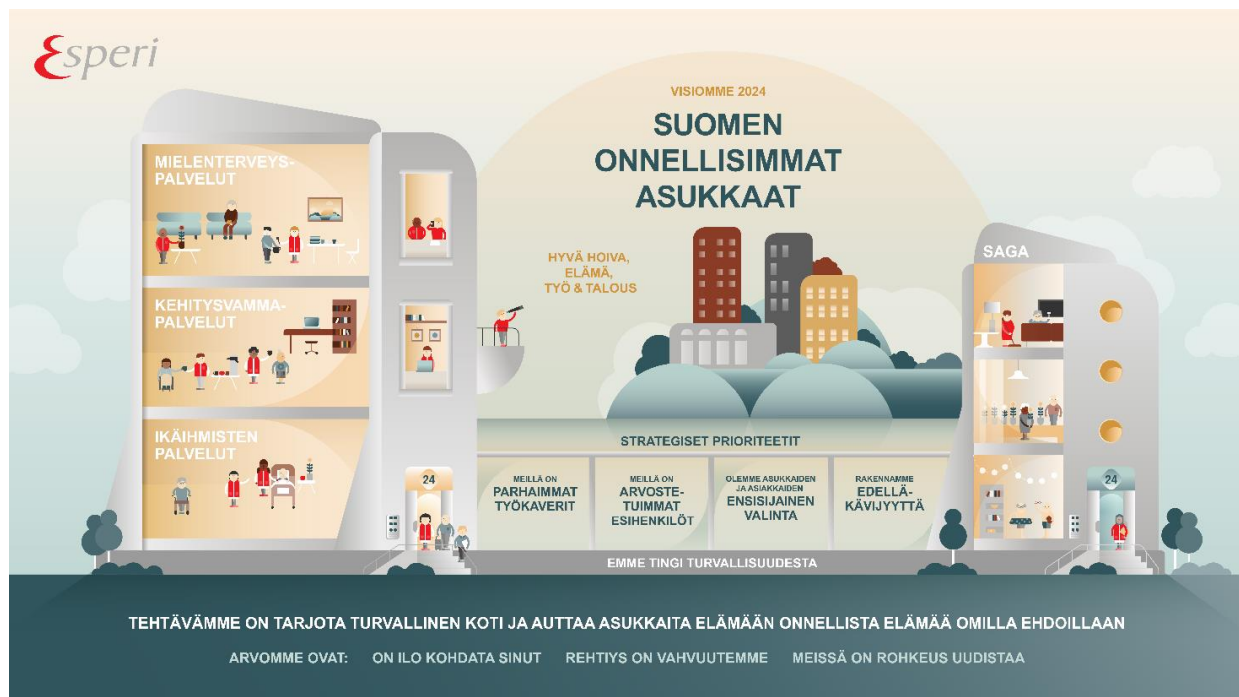 Esperi
VISIOMME 2024
SUOMEN
ONNELLISIMMAT
ASUKKAAT
HYVÄ HOIVA,
ELÄMÄ,
TYÖ & TALOUS
MIELENTERVEYS-
PALVELUT
KEHITYSVAMMA-
PALVELUT
IKÄIHMISTEN
PALVELUT
24
SAGA
24
STRATEGISET PRIORITEETIT
MEILLÄ ON
PARHAIMMAT
TYÖKAVERIT
MEILLÄ ON
ARVOSTE-
TUIMMAT
ESIHENKILÖT
OLEMME ASUKKAIDEN
JA ASIAKKAIDEN
ENSISIJAINEN
VALINTA
RAKENNAMME
EDELLÄ-
KÄVIJYYTTÄ
EMME TINGI TURVALLISUUDESTA
TEHTÄVÄMME ON TARJOTA TURVALLINEN KOTI JA AUTTAA ASUKKAITA ELÄMÄÄN ONNELLISTA ELÄMÄÄ OMILLA EHDOILLAAN
ARVOMME OVAT: ON ILO KOHDATA SINUT REHTIYS ON VAHVUUTEMME MEISSÄ ON ROHKEUS UUDISTAA